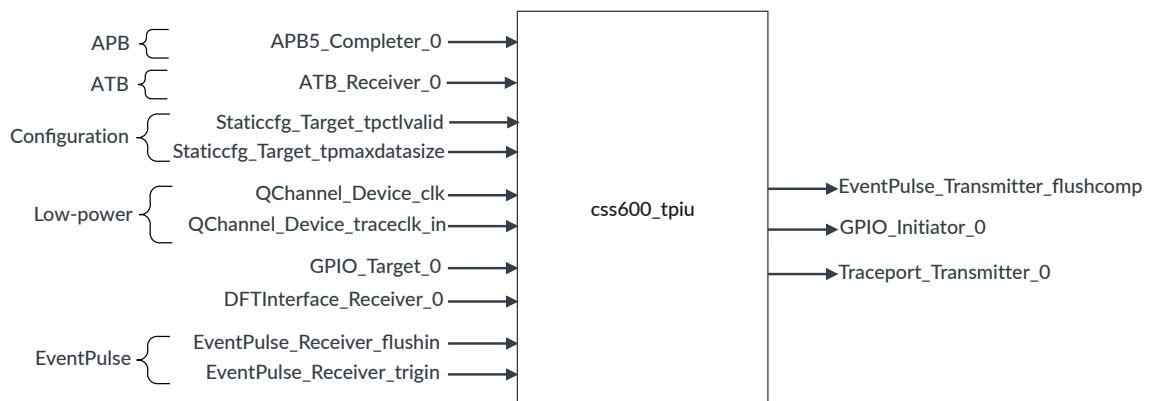 APB
APB5_Completer_0
ATB
ATB_Receiver_0
Configuration
Staticcfg_Target_tpctlvalid
Staticcfg_Target_tpmaxdatasize
Low-power
QChannel_Device_clk
QChannel_Device_traceclk_in
GPIO_Target_0
DFTInterface_Receiver_0
EventPulse
EventPulse_Receiver_flushin
EventPulse_Receiver_trigin
css600_tpiu
EventPulse_Transmitter_flushcomp
GPIO_Initiator_0
Traceport_Transmitter_0